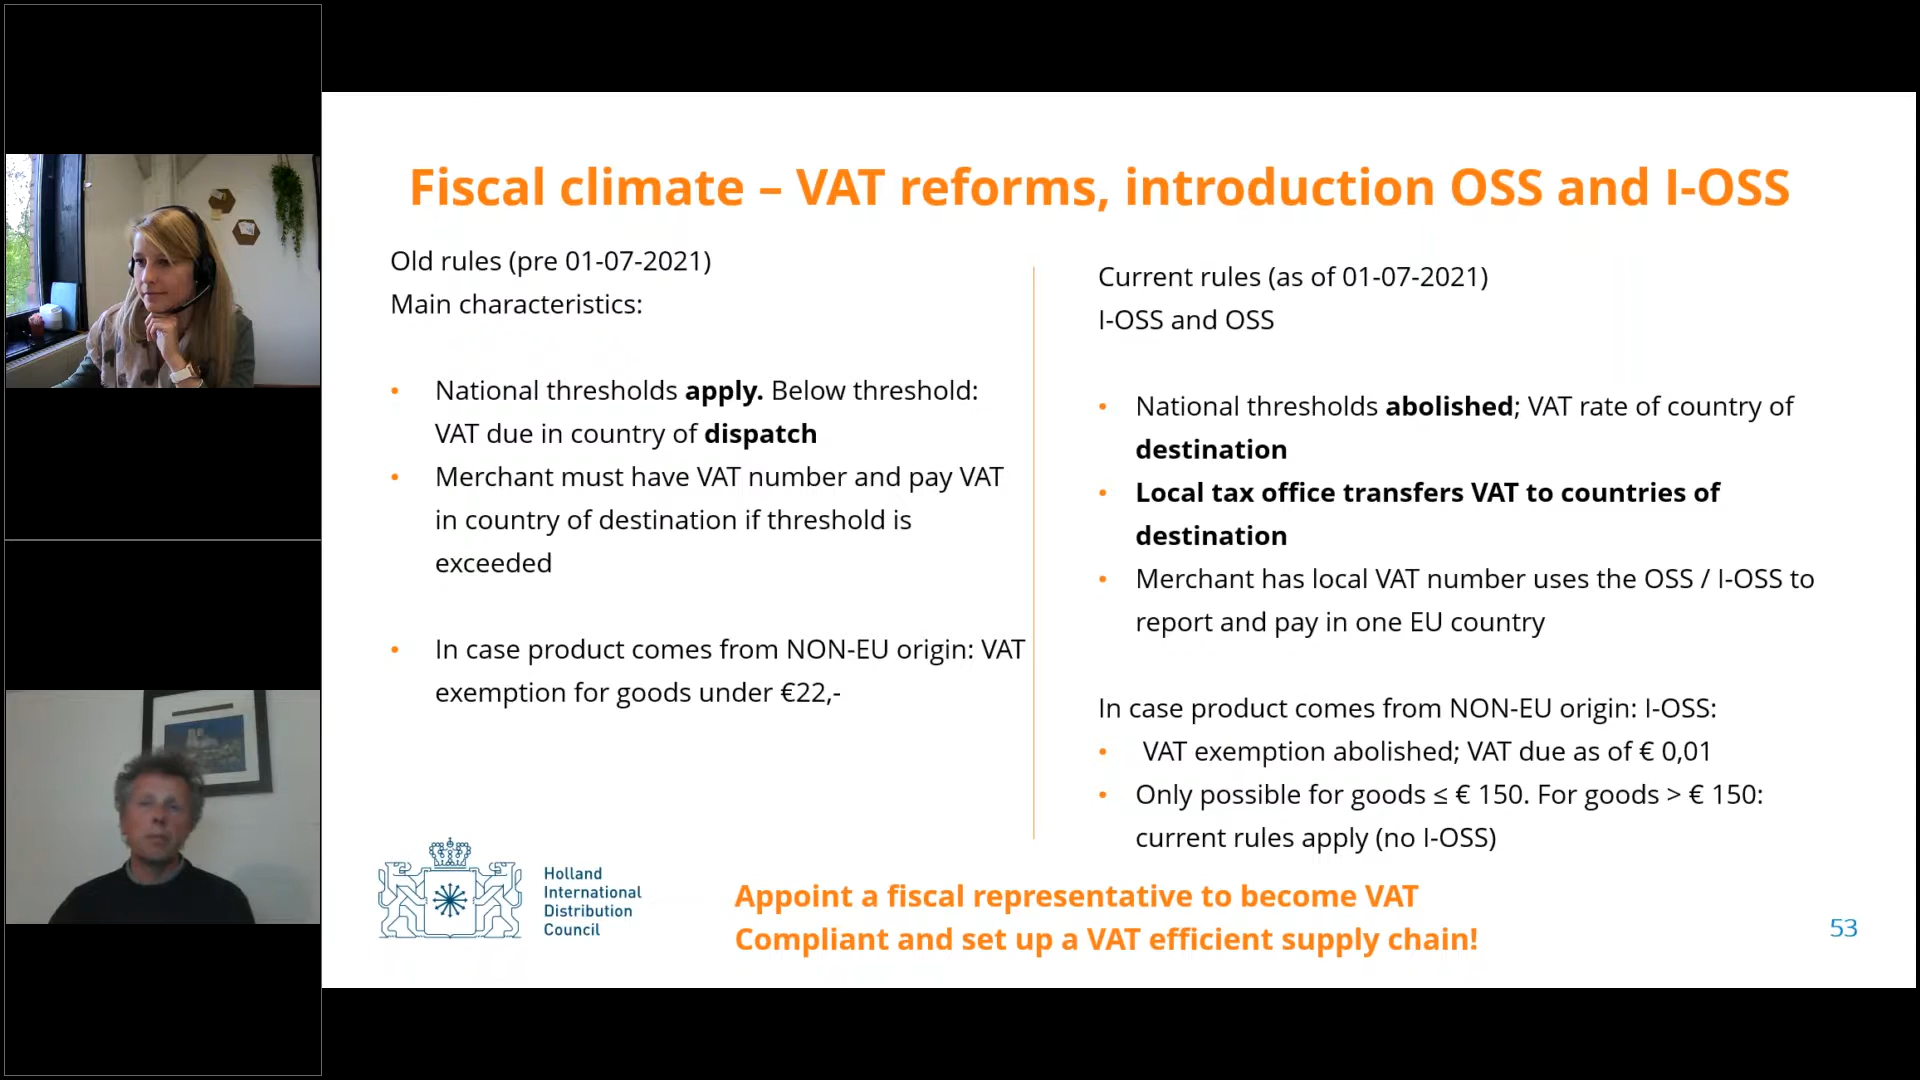 Fiscal climate – VAT reforms, introduction OSS and I-OSS
Old rules (pre 01-07-2021)
Main characteristics:
• National thresholds apply. Below threshold:
VAT due in country of dispatch
• Merchant must have VAT number and pay VAT
in country of destination if threshold is
exceeded
• In case product comes from NON-EU origin: VAT
exemption for goods under €22,-
Current rules (as of 01-07-2021)
I-OSS and OSS
• National thresholds abolished; VAT rate of country of
destination
• Local tax office transfers VAT to countries of
destination
• Merchant has local VAT number uses the OSS / I-OSS to
report and pay in one EU country
In case product comes from NON-EU origin: I-OSS:
• VAT exemption abolished; VAT due as of € 0,01
• Only possible for goods ≤ € 150. For goods > € 150:
current rules apply (no I-OSS)
Holland
International
Distribution
Council
Appoint a fiscal representative to become VAT
Compliant and set up a VAT efficient supply chain!
53